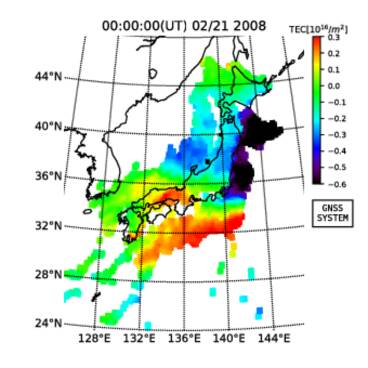 00:00:00(UT) 02/21 2008
TEC[10¹⁶/m²]
0.3
0.2
0.1
0.0
−0.1
−0.2
−0.3
−0.4
−0.5
−0.6
44°N
40°N
36°N
32°N
28°N
24°N
128°E 132°E 136°E 140°E 144°E
GNSS
SYSTEM